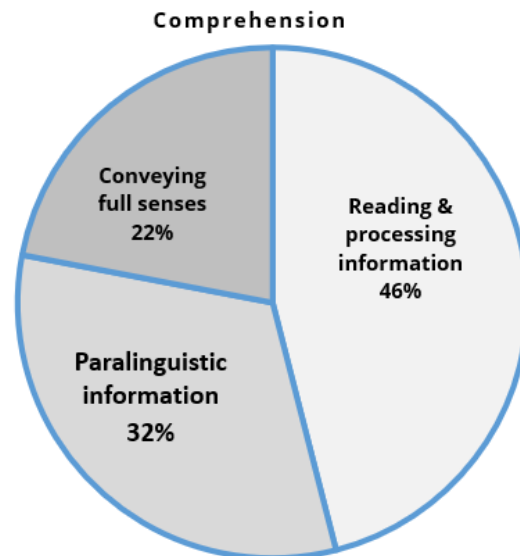 Comprehension
Conveying
full senses
22%
Reading &
processing
information
46%
Paralinguistic
information
32%